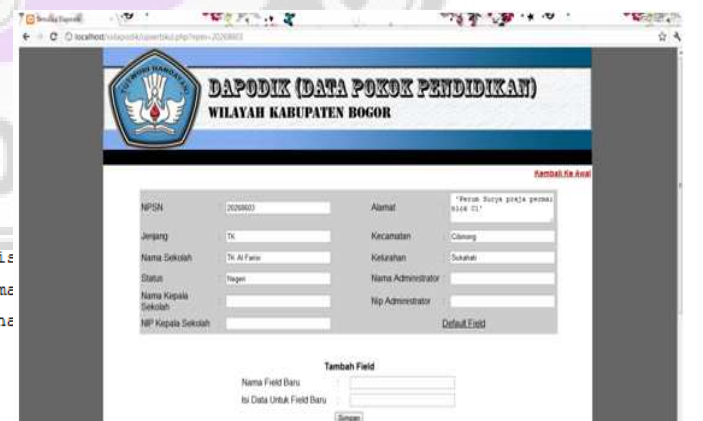 DAPODIK (DATA POKOK PENDIDIKAN)
WILAYAH KABUPATEN BOGOR
Kembali Ke Awal
NPSN : 20268603
Alamat : 'Perum Surya praja permai blok C1'
Jenjang : TK
Kecamatan : Cibinong
Nama Sekolah : TK Al Farisi
Kelurahan : Sukahati
Status : Negeri
Nama Administrator :
Nama Kepala Sekolah :
Nip Administrator :
NIP Kepala Sekolah :
Default Field
Tambah Field
Nama Field Baru :
Isi Data Untuk Field Baru :
Simpan